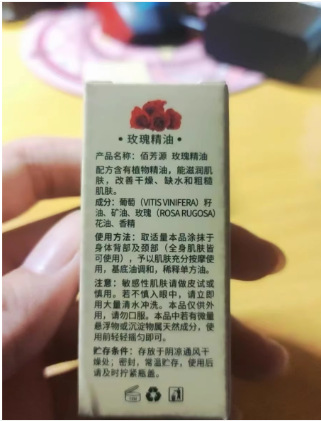 ·玫瑰精油·
产品名称：佰芳源 玫瑰精油
配方含有植物精油，能滋润肌
肤，改善干燥、缺水和粗糙
肌肤。
成分：葡萄（VITIS VINIFERA）籽
油、矿油、玫瑰（ROSA RUGOSA）
花油、香精
使用方法：取适量本品涂抹于
身体背部及颈部（全身肌肤皆
可使用），予以肌肤充分按摩使
用，基底油调和，稀释单方油。
注意：敏感性肌肤请做皮试或
慎用。若不慎入眼中，请立即
用大量清水冲洗。本品仅供外
用，请勿口服。本品中若有微量
悬浮物或沉淀物属天然成分，使
用前轻轻摇匀即可。
贮存条件：存放于阴凉通风干
燥处；密封，常温贮存，使用后
请及时拧紧瓶盖。